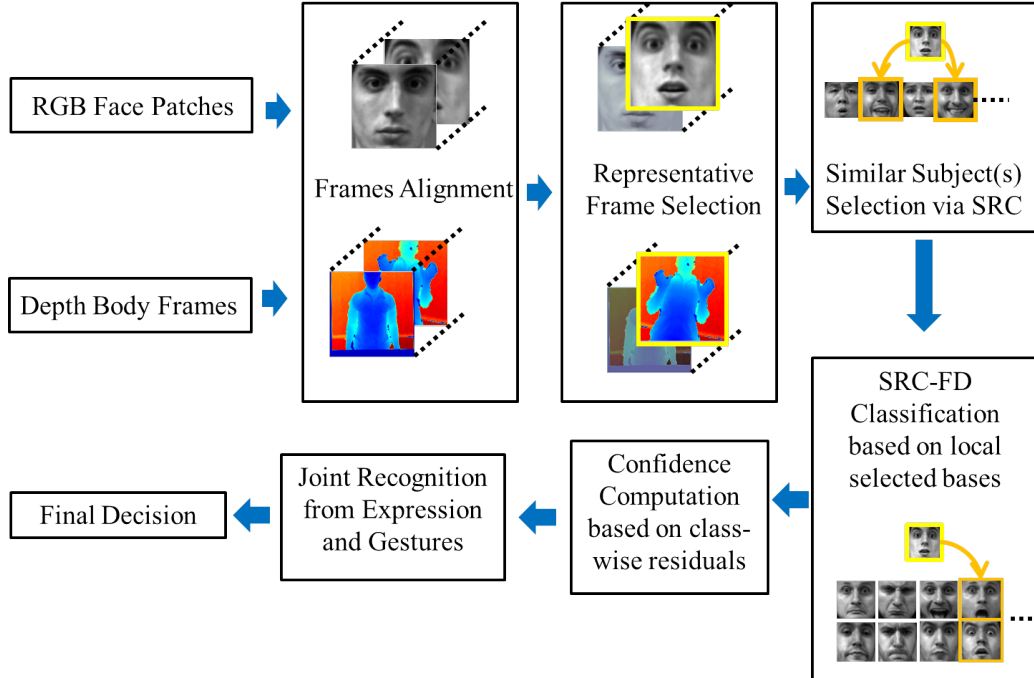 RGB Face Patches
Depth Body Frames
Frames Alignment
Representative
Frame Selection
Similar Subject(s)
Selection via SRC
SRC-FD
Classification
based on local
selected bases
Confidence
Computation
based on class-
wise residuals
Joint Recognition
from Expression
and Gestures
Final Decision